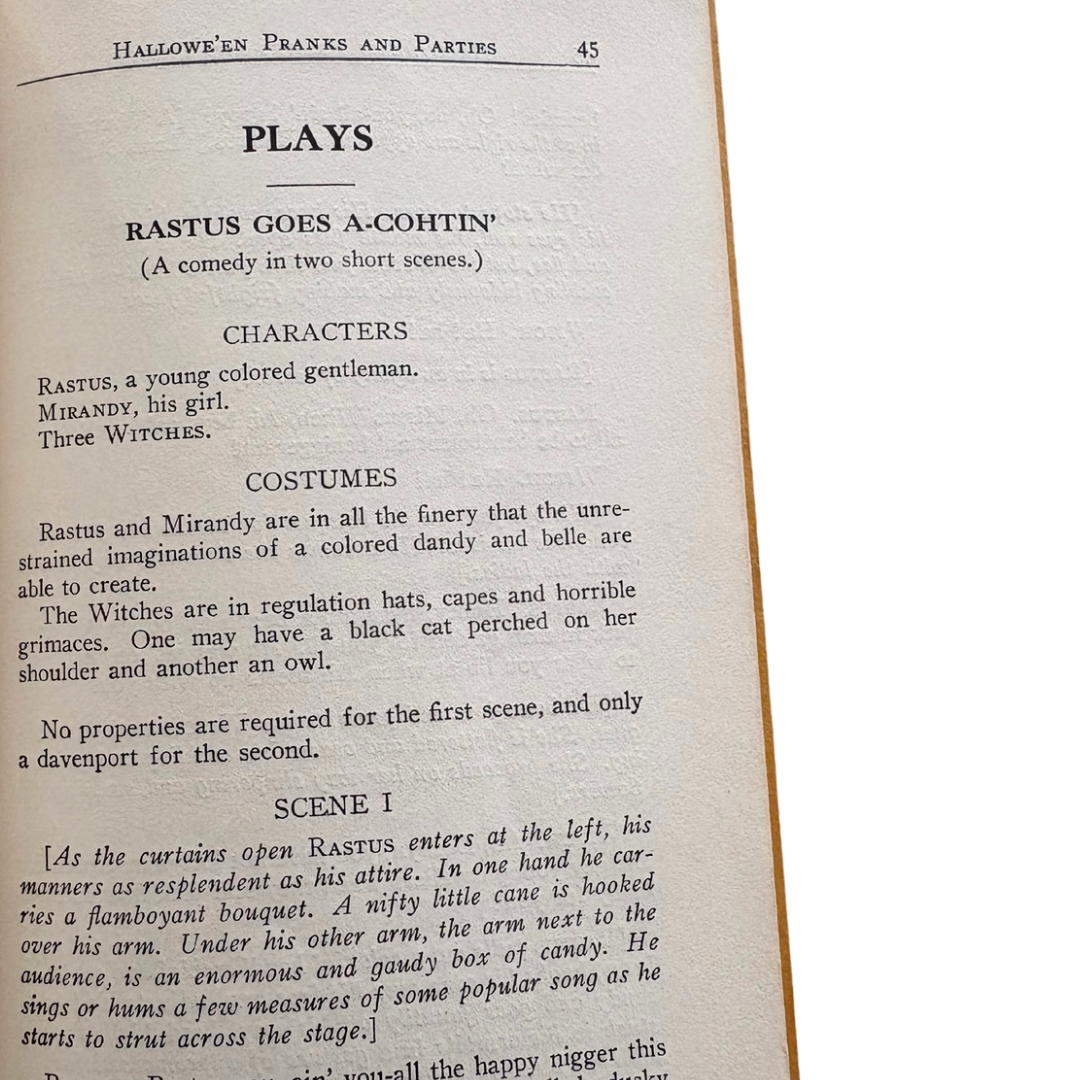 HALLOWE'EN PRANKS AND PARTIES 45
PLAYS
RASTUS GOES A-COHTIN'
(A comedy in two short scenes.)
CHARACTERS
RASTUS, a young colored gentleman.
MIRANDY, his girl.
Three WITCHES.
COSTUMES
Rastus and Mirandy are in all the finery that the unre-
strained imaginations of a colored dandy and belle are
able to create.
The Witches are in regulation hats, capes and horrible
grimaces. One may have a black cat perched on her
shoulder and another an owl.
No properties are required for the first scene, and only
a davenport for the second.
SCENE I
[As the curtains open RASTUS enters at the left, his
manners as resplendent as his attire. In one hand he car-
ries a flamboyant bouquet. A nifty little cane is hooked
over his arm. Under his other arm, the arm next to the
audience, is an enormous and gaudy box of candy. He
sings or hums a few measures of some popular song as he
starts to strut across the stage.]
you-all the happy nigger this